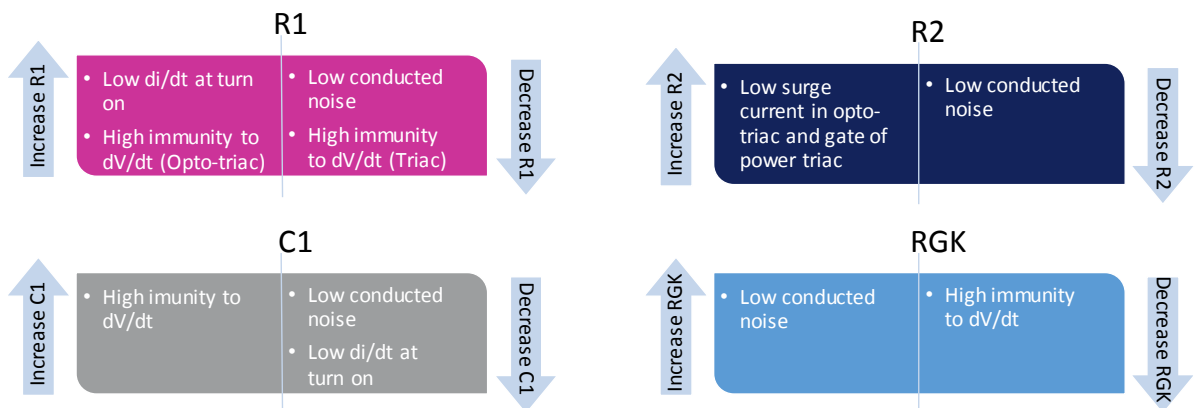 R1
Increase R1
• Low di/dt at turn
on
• High immunity to
dV/dt (Opto-triac)
• Low conducted
noise
• High immunity
to dV/dt (Triac)
Decrease R1
R2
Increase R2
• Low surge
current in opto-
triac and gate of
power triac
• Low conducted
noise
Decrease R2
C1
Increase C1
• High imunity to
dV/dt
• Low conducted
noise
• Low di/dt at
turn on
Decrease C1
RGK
Increase RGK
• Low conducted
noise
• High immunity
to dV/dt
Decrease RGK